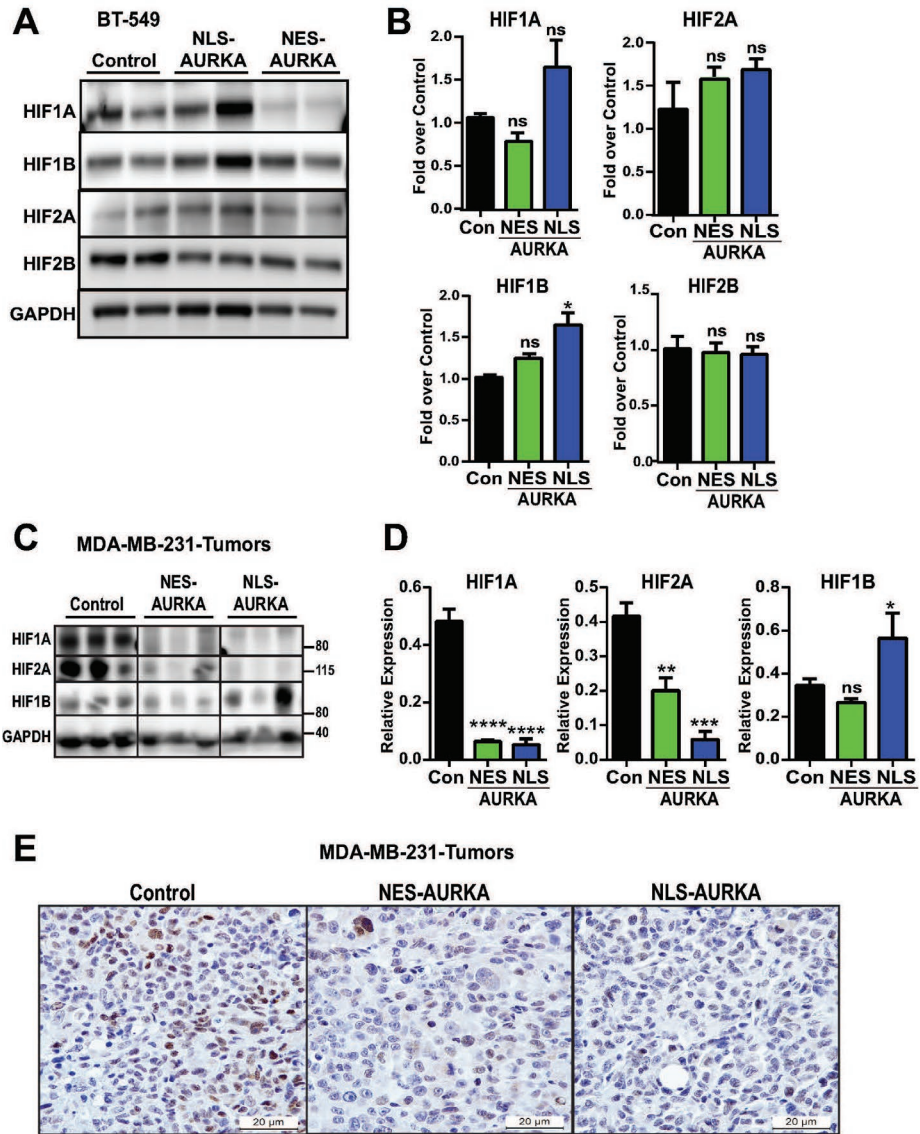 A
BT-549
Control
NLS-
AURKA
NES-
AURKA
HIF1A
HIF1B
HIF2A
HIF2B
GAPDH
B
HIF1A
Fold over Control
2.0
1.5
1.0
0.5
0.0
ns
ns
Con NES NLS
AURKA
HIF2A
Fold over Control
2.0
1.5
1.0
0.5
0.0
ns
ns
Con NES NLS
AURKA
HIF1B
Fold over Control
2.0
1.5
1.0
0.5
0.0
ns
*
Con NES NLS
AURKA
HIF2B
Fold over Control
1.5
1.0
0.5
0.0
ns
ns
Con NES NLS
AURKA
C
MDA-MB-231-Tumors
Control
NES-
AURKA
NLS-
AURKA
HIF1A
HIF2A
HIF1B
GAPDH
80
115
80
40
D
HIF1A
Relative Expression
0.6
0.4
0.2
0.0
****
****
Con NES NLS
AURKA
HIF2A
Relative Expression
0.5
0.4
0.3
0.2
0.1
0.0
**
***
Con NES NLS
AURKA
HIF1B
Relative Expression
0.8
0.6
0.4
0.2
0.0
ns
*
Con NES NLS
AURKA
E
MDA-MB-231-Tumors
Control
NES-AURKA
NLS-AURKA
20 µm
20 µm
20 µm